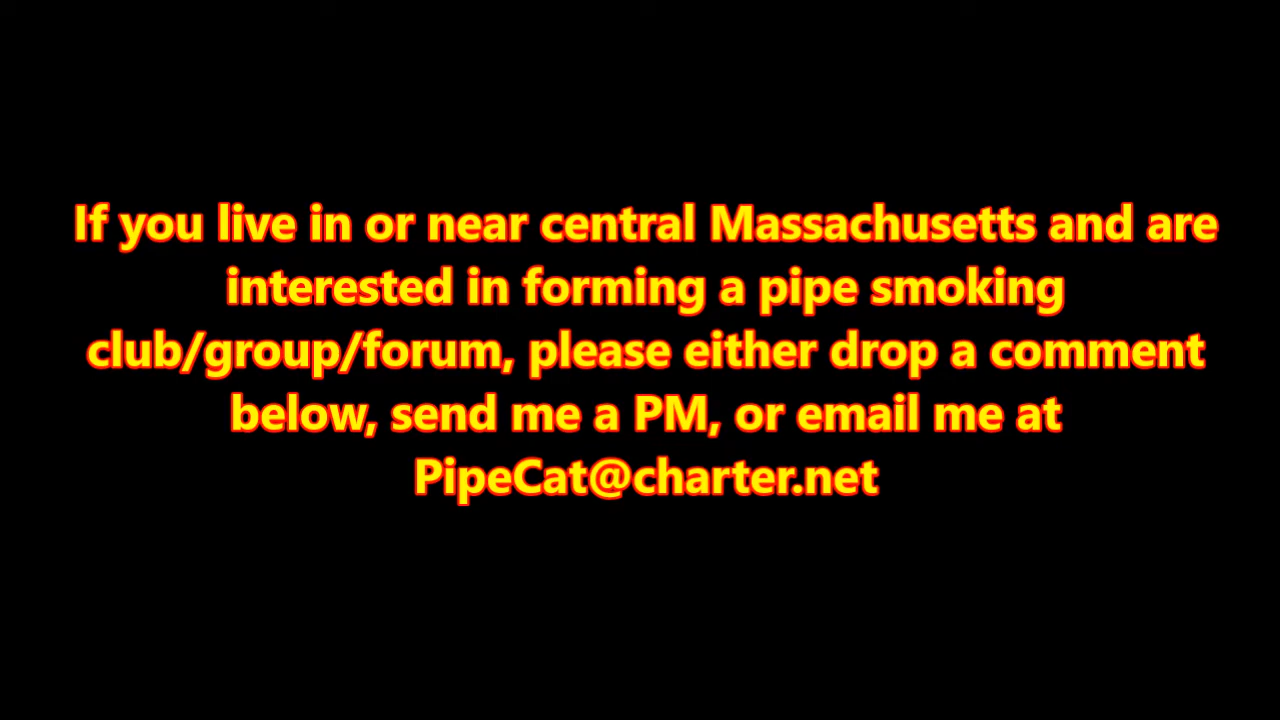 If you live in or near central Massachusetts and are
interested in forming a pipe smoking
club/group/forum, please either drop a comment
below, send me a PM, or email me at
PipeCat@charter.net